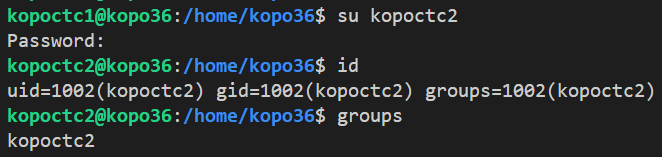 kopoctc1@kopo36:/home/kopo36$ su kopoctc2
Password:
kopoctc2@kopo36:/home/kopo36$ id
uid=1002(kopoctc2) gid=1002(kopoctc2) groups=1002(kopoctc2)
kopoctc2@kopo36:/home/kopo36$ groups
kopoctc2